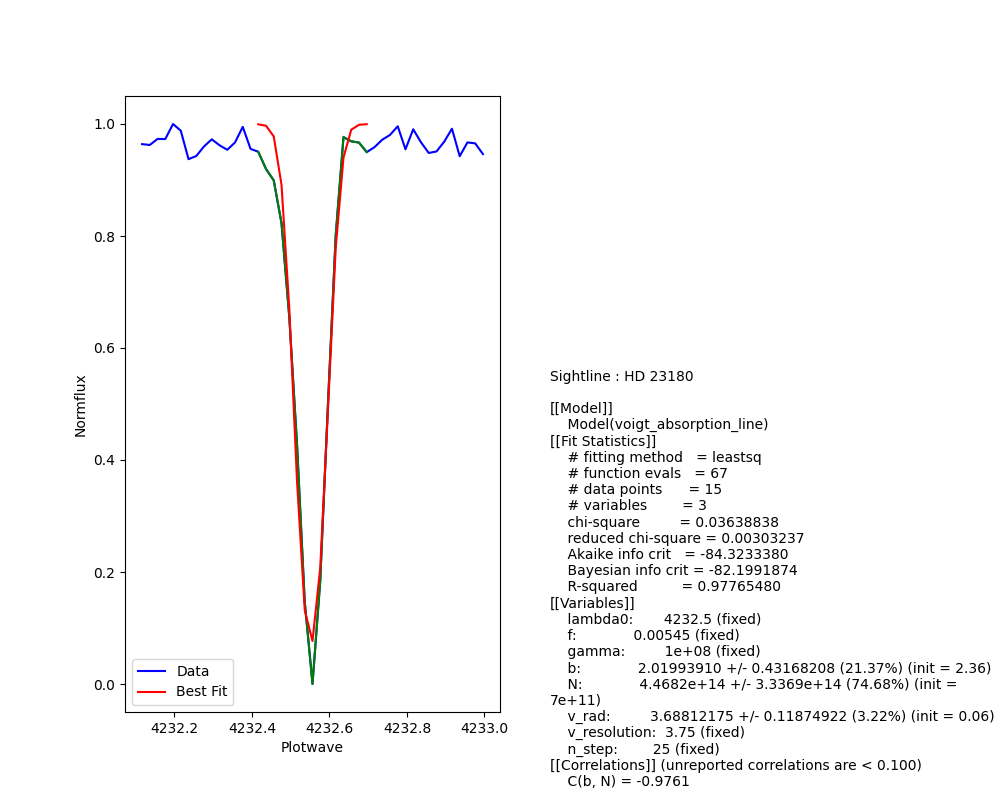 1.0
0.8
0.6
0.4
0.2
0.0
Normflux
Data
Best Fit
4232.2 4232.4 4232.6 4232.8 4233.0
Plotwave
Sightline : HD 23180
[[Model]]
Model(voigt_absorption_line)
[[Fit Statistics]]
# fitting method = leastsq
# function evals = 67
# data points = 15
# variables = 3
chi-square = 0.03638838
reduced chi-square = 0.00303237
Akaike info crit = -84.3233380
Bayesian info crit = -82.1991874
R-squared = 0.97765480
[[Variables]]
lambda0: 4232.5 (fixed)
f: 0.00545 (fixed)
gamma: 1e+08 (fixed)
b: 2.01993910 +/- 0.43168208 (21.37%) (init = 2.36)
N: 4.4682e+14 +/- 3.3369e+14 (74.68%) (init =
7e+11)
v_rad: 3.68812175 +/- 0.11874922 (3.22%) (init = 0.06)
v_resolution: 3.75 (fixed)
n_step: 25 (fixed)
[[Correlations]] (unreported correlations are < 0.100)
C(b, N) = -0.9761